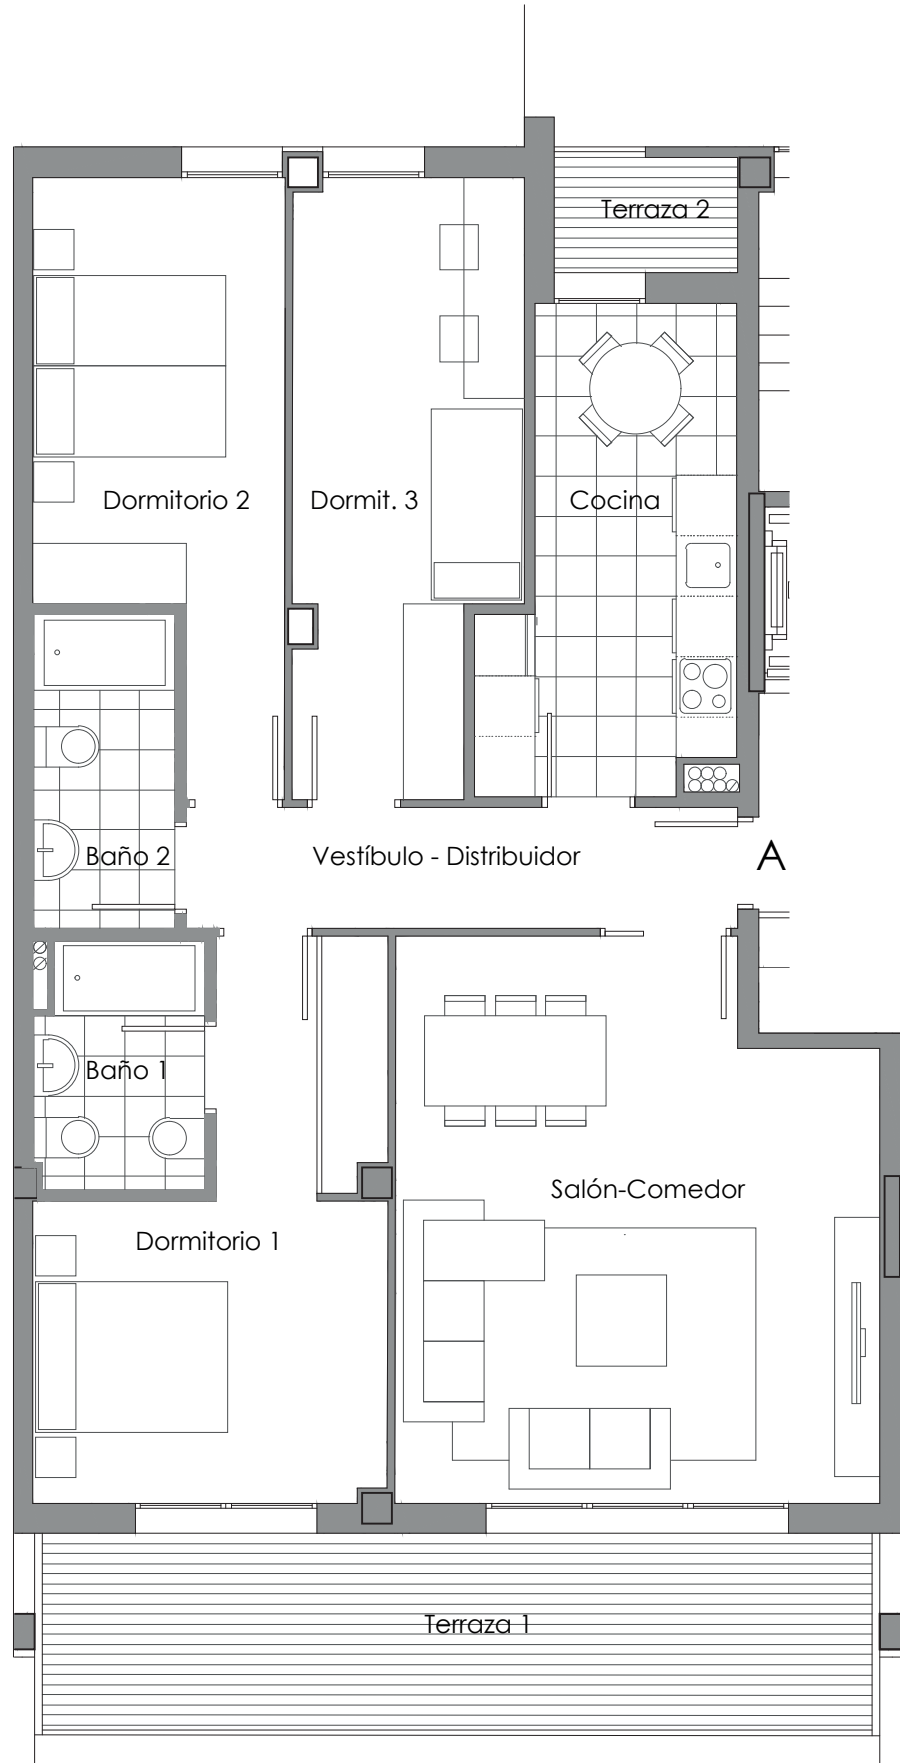 Terraza 2
Dormitorio 2
Dormit. 3
Cocina
Baño 2
Vestíbulo - Distribuidor
A
Baño 1
Salón-Comedor
Dormitorio 1
Terraza 1